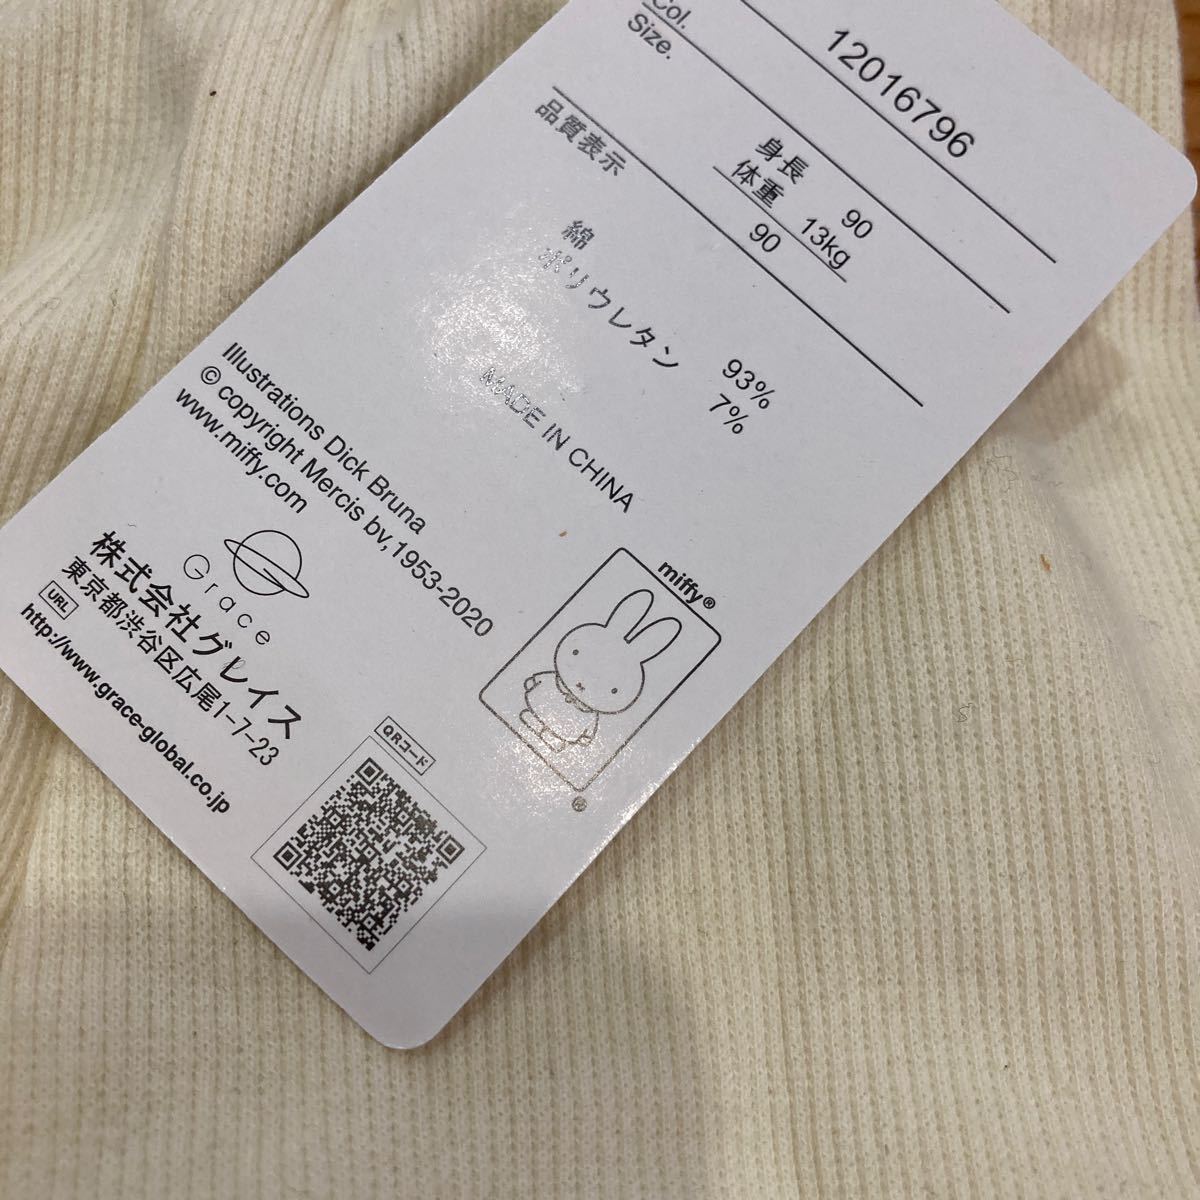 12016796
Col.
Size.
身長 90
体重 13kg
90
品質表示
綿 93%
ポリウレタン 7%
MADE IN CHINA
Illustrations Dick Bruna
© copyright Mercis bv, 1953-2020
www.miffy.com
miffy®
®
Grace
株式会社グレイス
東京都渋谷区広尾1-7-23
URL
http://www.grace-global.co.jp
QRコード